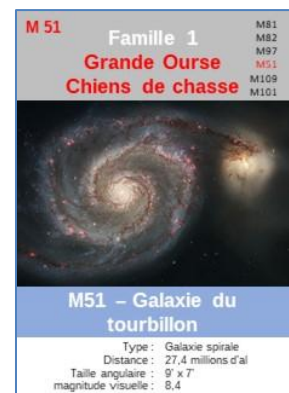 M 51
Famille 1
Grande Ourse
Chiens de chasse
M81
M82
M97
M51
M109
M101
M51 – Galaxie du
tourbillon
Type : Galaxie spirale
Distance : 27,4 millions d'al
Taille angulaire : 9' x 7'
magnitude visuelle : 8,4